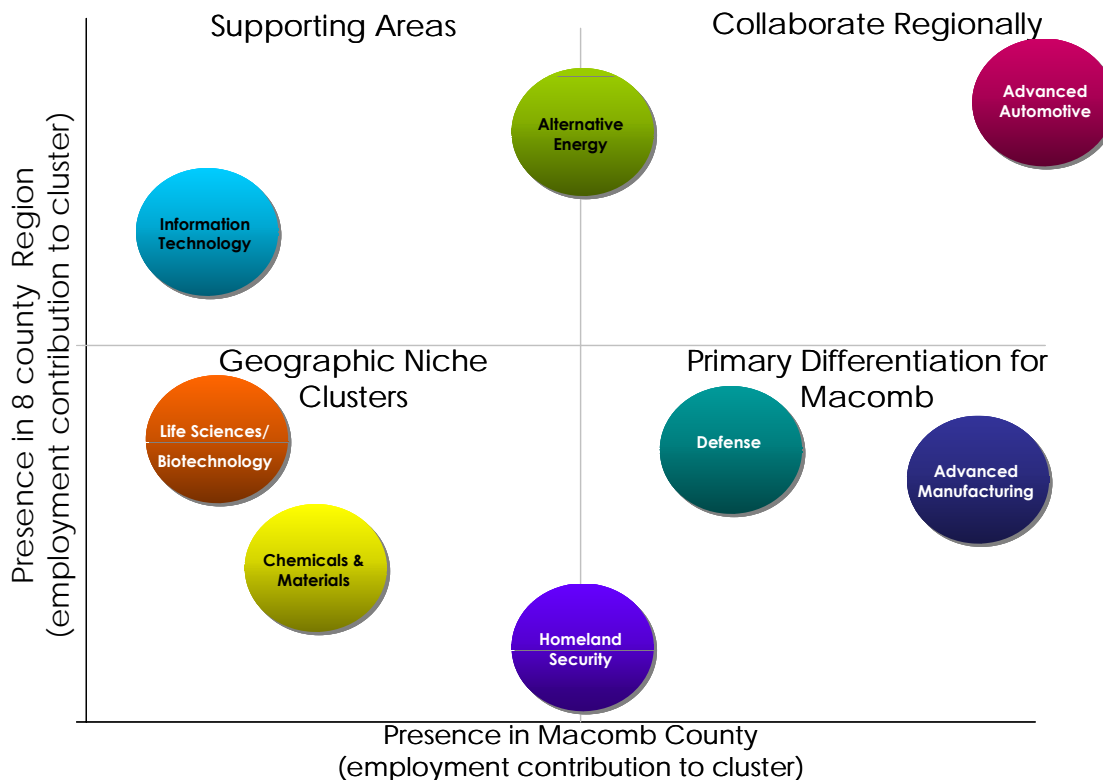 Supporting Areas
Collaborate Regionally
Advanced
Automotive
Alternative
Energy
Information
Technology
Presence in 8 county Region
(employment contribution to cluster)
Geographic Niche
Clusters
Primary Differentiation for
Macomb
Life Sciences/
Biotechnology
Defense
Advanced
Manufacturing
Chemicals &
Materials
Homeland
Security
Presence in Macomb County
(employment contribution to cluster)